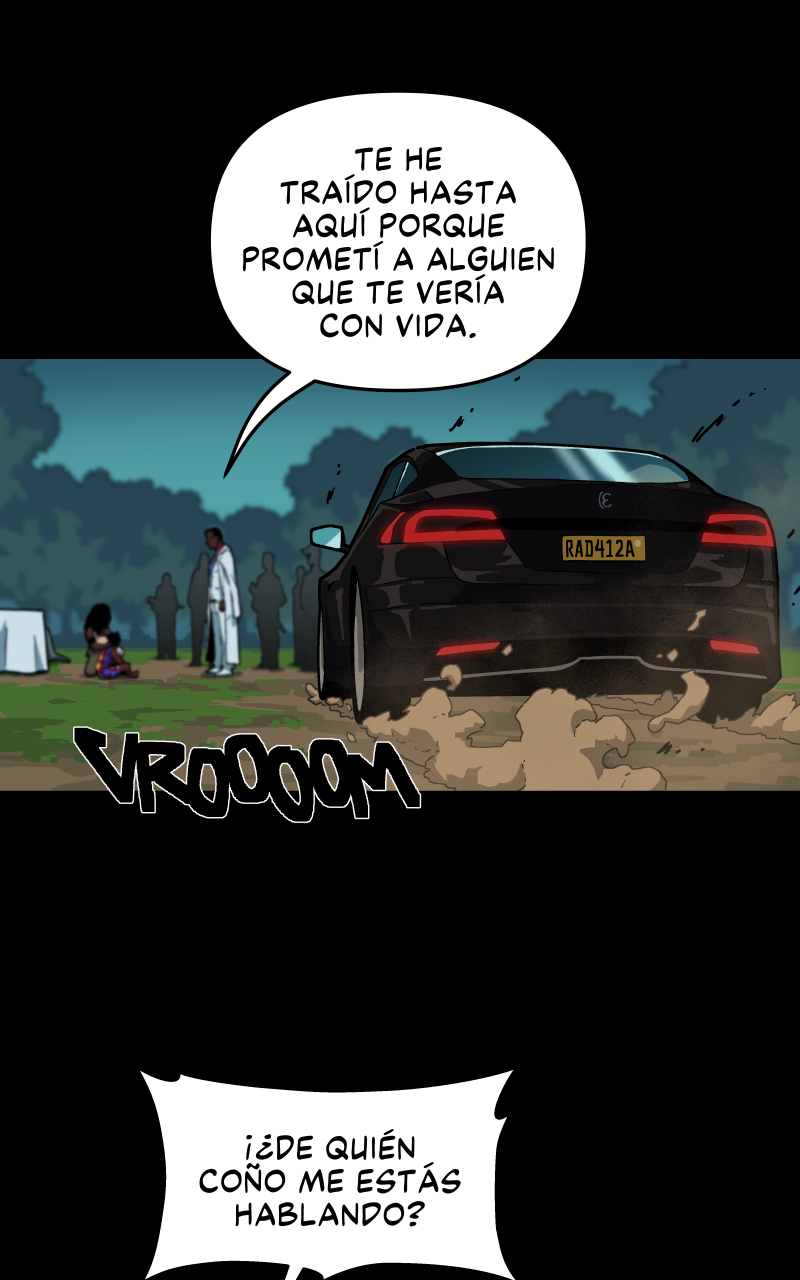 TE HE
TRAÍDO HASTA
AQUÍ PORQUE
PROMETÍ A ALGUIEN
QUE TE VERÍA
CON VIDA.
RAD412A
VROOOOM
¡¿DE QUIÉN
COÑO ME ESTÁS
HABLANDO?